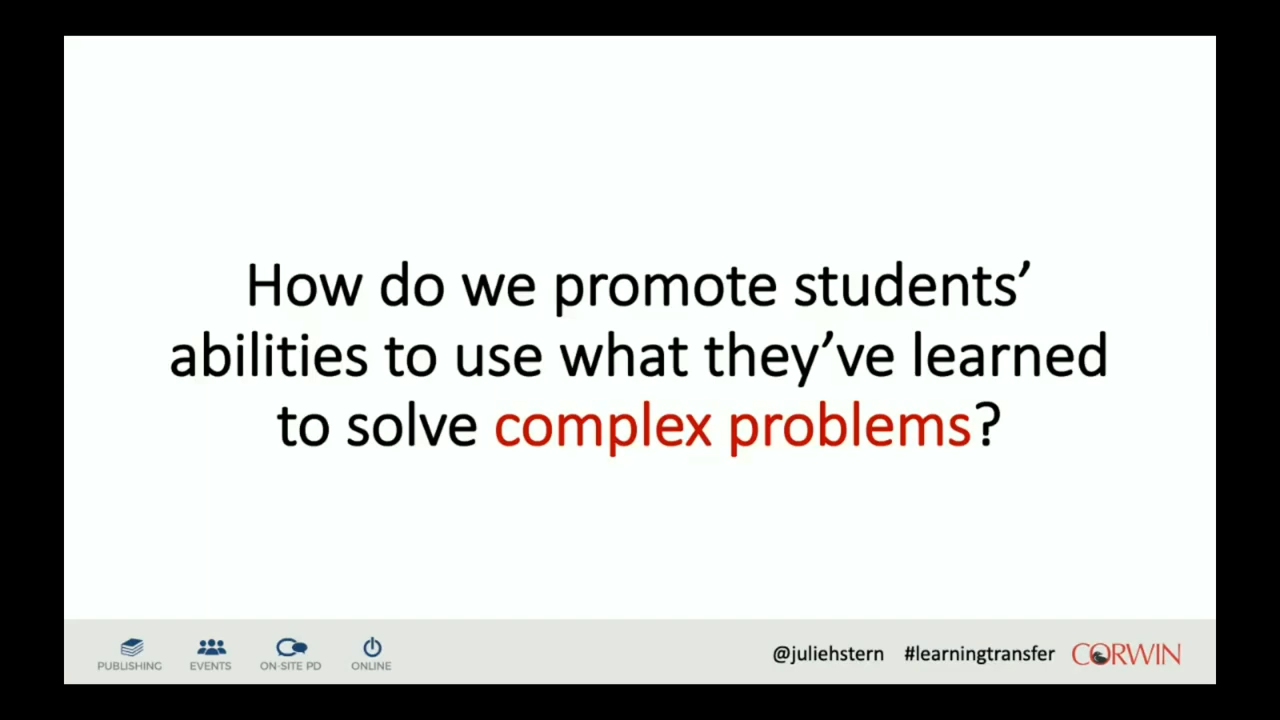 How do we promote students’
abilities to use what they’ve learned
to solve complex problems?
PUBLISHING EVENTS ON-SITE PD ONLINE
@juliehstern #learningtransfer CORWIN